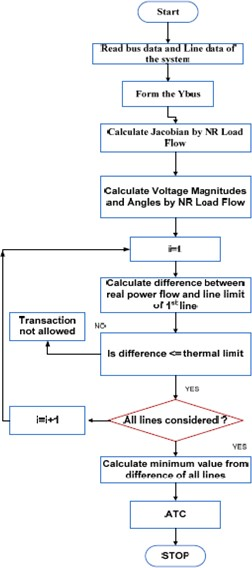 Start
Read bus data and Line data of
the system
Form the Ybus
Calculate Jacobian by NR Load
Flow
Calculate Voltage Magnitudes
and Angles by NR Load Flow
i=1
Calculate difference between
real power flow and line limit
of 1st line
Transaction
not allowed
NO
Is difference <=thermal limit
YES
i=i+1
All lines considered ?
YES
Calculate minimum value from
difference of all lines
ATC
STOP